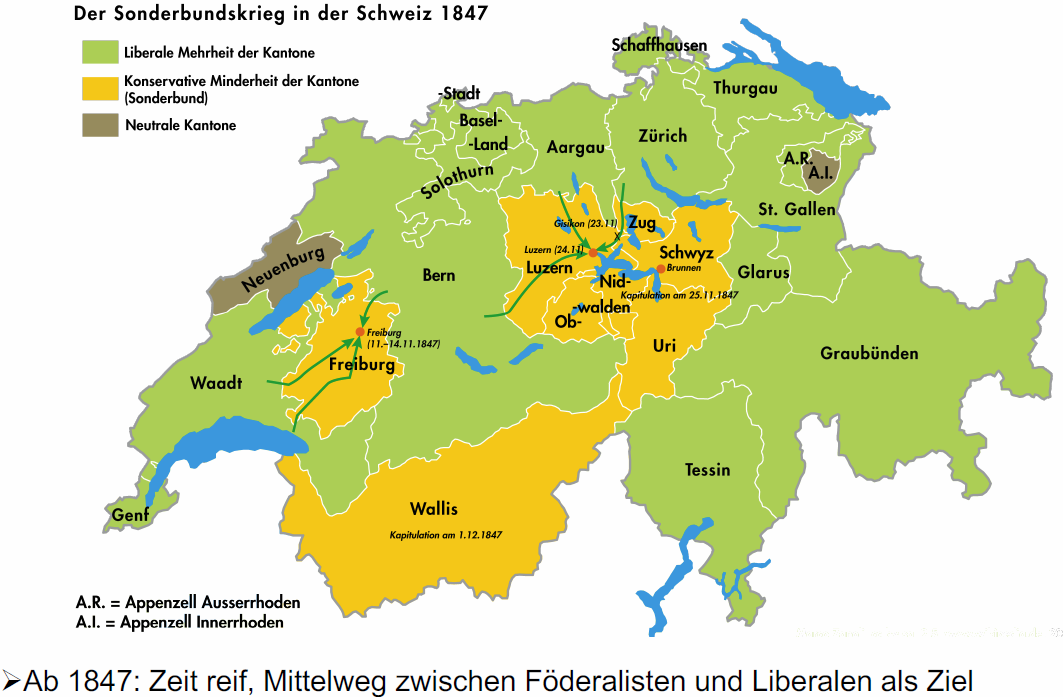 Der Sonderbundskrieg in der Schweiz 1847
Liberale Mehrheit der Kantone
Konservative Minderheit der Kantone
(Sonderbund)
Neutrale Kantone
Schaffhausen
Thurgau
-Stadt
Basel-
-Land
Aargau
Zürich
A.R.
A.I.
Solothurn
St. Gallen
Gisikon (23.11)
X
Zug
Luzern (24.11)
Luzern
Schwyz
Brunnen
Neuenburg
Bern
Nid-
Glarus
Kapitulation am 25.11.1847
-walden
Ob-
Freiburg
(11.–14.11.1847)
Uri
Graubünden
Freiburg
Waadt
Tessin
Genf
Wallis
Kapitulation am 1.12.1847
A.R. = Appenzell Ausserrhoden
A.I. = Appenzell Innerrhoden
➢Ab 1847: Zeit reif, Mittelweg zwischen Föderalisten und Liberalen als Ziel